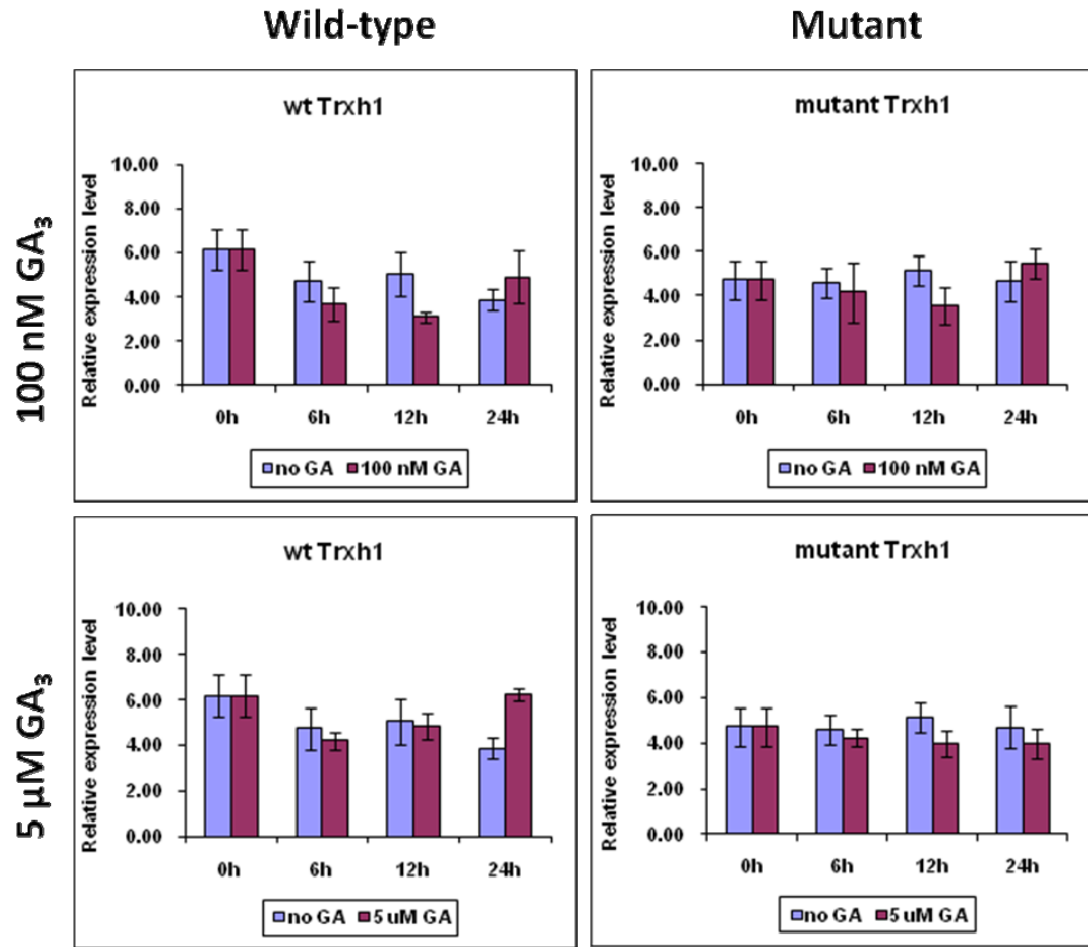 Wild-type
Mutant
100 nM GA₃
wt Trxh1
Relative expression level
10.00
8.00
6.00
4.00
2.00
0.00
0h 6h 12h 24h
no GA 100 nM GA
mutant Trxh1
Relative expression level
10.00
8.00
6.00
4.00
2.00
0.00
0h 6h 12h 24h
no GA 100 nM GA
5 µM GA₃
wt Trxh1
Relative expression level
10.00
8.00
6.00
4.00
2.00
0.00
0h 6h 12h 24h
no GA 5 uM GA
mutant Trxh1
Relative expression level
10.00
8.00
6.00
4.00
2.00
0.00
0h 6h 12h 24h
no GA 5 uM GA